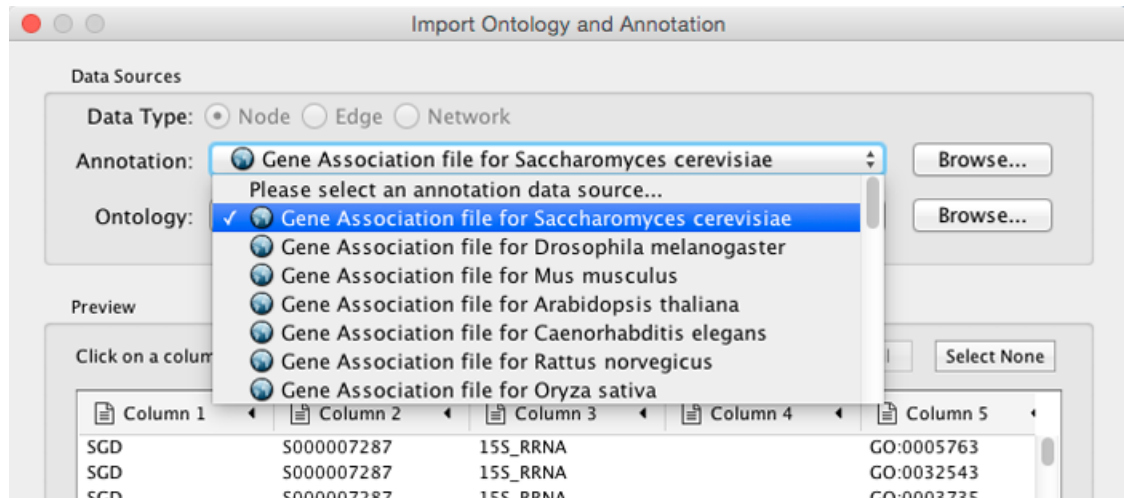 Import Ontology and Annotation
Data Sources
Data Type: Node Edge Network
Annotation: Gene Association file for Saccharomyces cerevisiae Browse...
Please select an annotation data source...
Ontology: ✓ Gene Association file for Saccharomyces cerevisiae Browse...
Gene Association file for Drosophila melanogaster
Gene Association file for Mus musculus
Gene Association file for Arabidopsis thaliana
Preview
Gene Association file for Caenorhabditis elegans
Click on a colum Gene Association file for Rattus norvegicus Select None
Gene Association file for Oryza sativa
Column 1 Column 2 Column 3 Column 4 Column 5
SGD S000007287 15S_RRNA GO:0005763
SGD S000007287 15S_RRNA GO:0032543
SGD S000007287 15S_RRNA GO:0003735